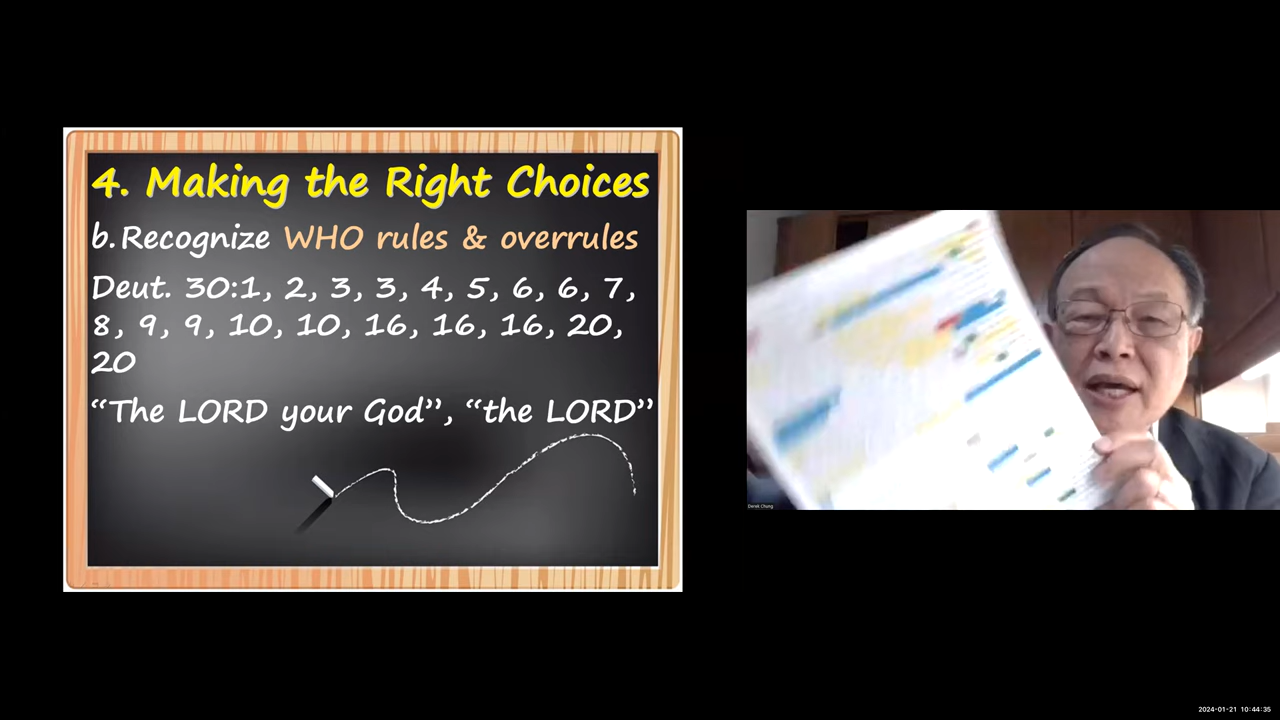 4. Making the Right Choices
b. Recognize WHO rules & overrules
Deut. 30:1, 2, 3, 3, 4, 5, 6, 6, 7,
8, 9, 9, 10, 10, 16, 16, 16, 20,
20
“The LORD your God”, “the LORD”
Derek Chung
2024-01-21 10:44:35